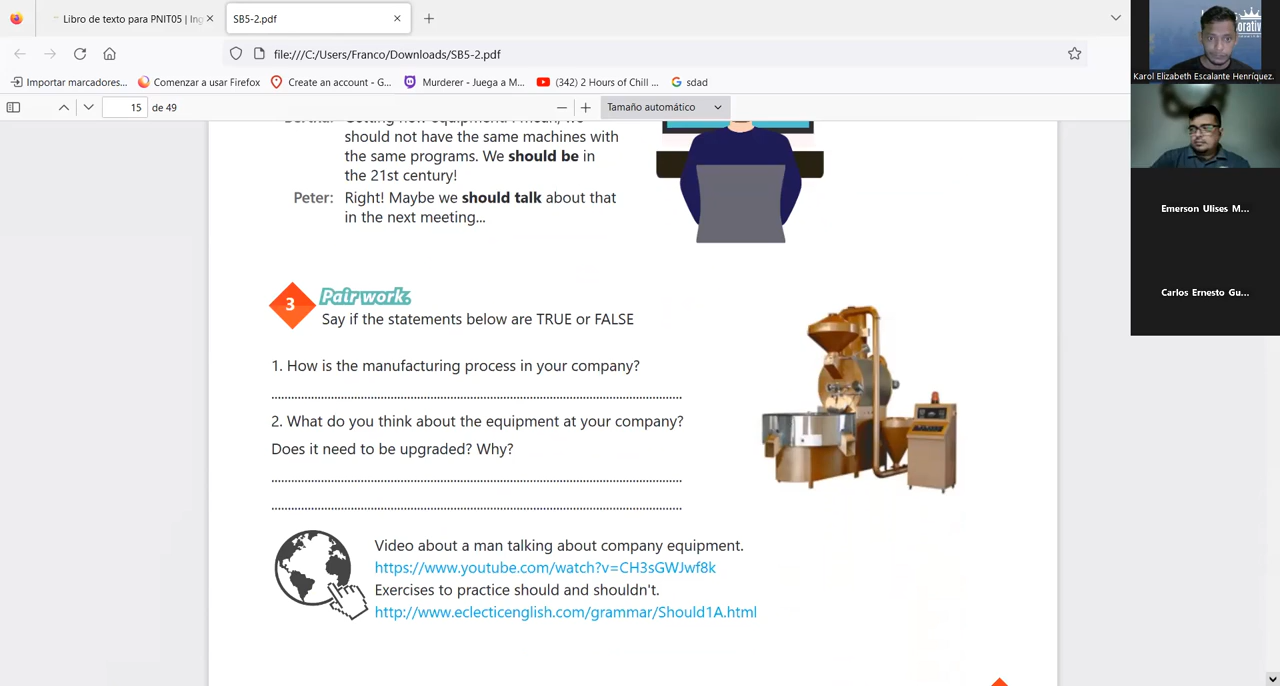 Libro de texto para PNIT05 | Ing
SB5-2.pdf
file:///C:/Users/Franco/Downloads/SB5-2.pdf
Importar marcadores...
Comenzar a usar Firefox
Create an account - G...
Murderer - Juega a M...
(342) 2 Hours of Chill ...
sdad
15 de 49
Tamaño automático
should not have the same machines with
the same programs. We should be in
the 21st century!
Peter: Right! Maybe we should talk about that
in the next meeting...
3 Pair work.
Say if the statements below are TRUE or FALSE
1. How is the manufacturing process in your company?
2. What do you think about the equipment at your company?
Does it need to be upgraded? Why?
Video about a man talking about company equipment.
https://www.youtube.com/watch?v=CH3sGWJwf8k
Exercises to practice should and shouldn't.
http://www.eclecticenglish.com/grammar/Should1A.html
Karol Elizabeth Escalante Henríquez.
Emerson Ulises M...
Carlos Ernesto Gu...